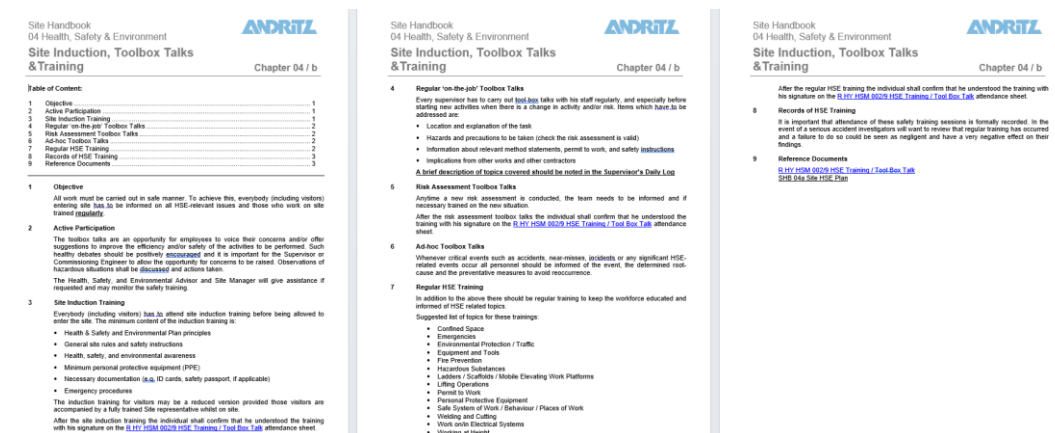 Site Handbook
04 Health, Safety & Environment
ANDRITZ
Site Induction, Toolbox Talks
&Training
Chapter 04 / b
Table of Content:
1 Objective 1
2 Active Participation 1
3 Site Induction Training 1
4 Regular 'on-the-job' Toolbox Talks 2
5 Risk Assessment Toolbox Talks 2
6 Ad-hoc Toolbox Talks 2
7 Regular HSE Training 2
8 Records of HSE Training 3
9 Reference Documents 3
1 Objective
All work must be carried out in safe manner. To achieve this, everybody (including visitors)
entering site has to be informed on all HSE-relevant issues and those who work on site
trained regularly.
2 Active Participation
The toolbox talks are an opportunity for employees to voice their concerns and/or offer
suggestions to improve the efficiency and/or safety of the activities to be performed. Such
healthy debates should be positively encouraged and it is important for the Supervisor or
Commissioning Engineer to allow the opportunity for concerns to be raised. Observations of
hazardous situations shall be discussed and actions taken.
The Health, Safety, and Environmental Advisor and Site Manager will give assistance if
requested and may monitor the safety training.
3 Site Induction Training
Everybody (including visitors) has to attend site induction training before being allowed to
enter the site. The minimum content of the induction training is:
• Health & Safety and Environmental Plan principles
• General site rules and safety instructions
• Health, safety, and environmental awareness
• Minimum personal protective equipment (PPE)
• Necessary documentation (e.g. ID cards, safety passport, if applicable)
• Emergency procedures
The induction training for visitors may be a reduced version provided those visitors are
accompanied by a fully trained Site representative whilst on site.
After the site induction training the individual shall confirm that he understood the training
with his signature on the R HY HSM 002/9 HSE Training / Tool Box Talk attendance sheet.
Site Handbook
04 Health, Safety & Environment
ANDRITZ
Site Induction, Toolbox Talks
&Training
Chapter 04 / b
4 Regular 'on-the-job' Toolbox Talks
Every supervisor has to carry out tool-box talks with his staff regularly, and especially before
starting new activities when there is a change in activity and/or risk. Items which have to be
addressed are:
• Location and explanation of the task
• Hazards and precautions to be taken (check the risk assessment is valid)
• Information about relevant method statements, permit to work, and safety instructions
• Implications from other works and other contractors
A brief description of topics covered should be noted in the Supervisor's Daily Log
5 Risk Assessment Toolbox Talks
Anytime a new risk assessment is conducted, the team needs to be informed and if
necessary trained on the new situation.
After the risk assessment toolbox talks the individual shall confirm that he understood the
training with his signature on the R HY HSM 002/9 HSE Training / Tool Box Talk attendance
sheet.
6 Ad-hoc Toolbox Talks
Whenever critical events such as accidents, near-misses, incidents or any significant HSE-
related events occur all personnel should be informed of the event, the determined root-
cause and the preventative measures to avoid reoccurrence.
7 Regular HSE Training
In addition to the above there should be regular training to keep the workforce educated and
informed of HSE related topics.
Suggested list of topics for these trainings:
• Confined Space
• Emergencies
• Environmental Protection / Traffic
• Equipment and Tools
• Fire Prevention
• Hazardous Substances
• Ladders / Scaffolds / Mobile Elevating Work Platforms
• Lifting Operations
• Permit to Work
• Personal Protective Equipment
• Safe System of Work / Behaviour / Places of Work
• Welding and Cutting
• Work on/in Electrical Systems
• Working at Height
Site Handbook
04 Health, Safety & Environment
ANDRITZ
Site Induction, Toolbox Talks
&Training
Chapter 04 / b
After the regular HSE training the individual shall confirm that he understood the training with
his signature on the R HY HSM 002/9 HSE Training / Tool Box Talk attendance sheet.
8 Records of HSE Training
It is important that attendance of these safety training sessions is formally recorded. In the
event of a serious accident investigators will want to review that regular training has occurred
and a failure to do so could be seen as negligent and have a very negative effect on their
findings.
9 Reference Documents
R HY HSM 002/9 HSE Training / Tool-Box Talk
SHB 04a Site HSE Plan